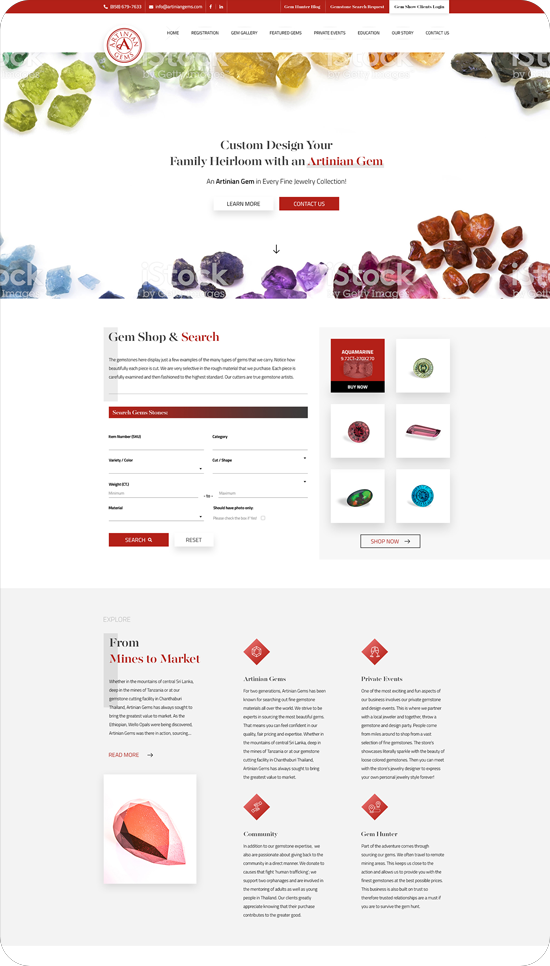 (858) 679-7633
info@artiniangems.com
Gem Hunter Blog
Gemstone Search Request
Gem Show Clients Login
ARTINIAN
A
GEMS
HOME
REGISTRATION
GEM GALLERY
FEATURED GEMS
PRIVATE EVENTS
EDUCATION
OUR STORY
CONTACT US
iStock
by Getty Images
Custom Design Your
Family Heirloom with an Artinian Gem
An Artinian Gem in Every Fine Jewelry Collection!
LEARN MORE
CONTACT US
iStock
by Getty Images
Gem Shop & Search
The gemstones here display just a few examples of the many types of gems that we carry. Notice how
beautifully each piece is cut. We are very selective in the rough material that we purchase. Each piece is
carefully examined and then fashioned to the highest standard. Our cutters are true gemstone artists.
Search Gems Stones:
Item Number (SKU)
Category
Variety / Color
Cut / Shape
Weight (CT.)
Minimum
- to -
Maximum
Material
Should have photo only.
Please check the box if Yes!
SEARCH
RESET
AQUAMARINE
BUY NOW
SHOP NOW
EXPLORE
From
Mines to Market
Whether in the mountains of central Sri Lanka,
deep in the mines of Tanzania or at our
gemstone cutting facility in Chanthaburi
Thailand, Artinian Gems has always sought to
bring the greatest value to market. As the
Ethiopian, Wello Opals were being discovered,
Artinian Gems was there in action, sourcing...
READ MORE
Artinian Gems
For two generations, Artinian Gems has been
known for searching out fine gemstone
materials all over the world. We strive to be
experts in sourcing the most beautiful gems.
That means you can feel confident in our
quality, fair pricing and expertise. Whether in
the mountains of central Sri Lanka, deep in
the mines of Tanzania or at our gemstone
cutting facility in Chanthaburi Thailand,
Artinian Gems has always sought to bring
the greatest value to market.
Private Events
One of the most exciting and fun aspects of
our business involves our private gemstone
and design events. This is where we partner
with a local jeweler and together, throw a
gemstone and design party. People come
from miles around to shop from a vast
selection of fine gemstones. The store's
showcases literally sparkle with the beauty of
loose colored gemstones. Then you can meet
with the store's jewelry designer to express
your own personal jewelry style forever!
Community
In addition to our gemstone expertise, we
also are passionate about giving back to the
community in a direct manner. We donate to
causes that fight 'human trafficking', we
support two orphanages and are involved in
the mentoring of adults as well as young
people in Thailand. Our clients greatly
appreciate knowing that their purchase
contributes to the greater good.
Gem Hunter
Part of the adventure comes through
sourcing our gems. We often travel to remote
mining areas. This keeps us close to the
action and allows us to provide you with the
finest gemstones at the best possible prices.
This business is also built on trust so
therefore trusted relationships are a must if
you are to survive the gem hunt.